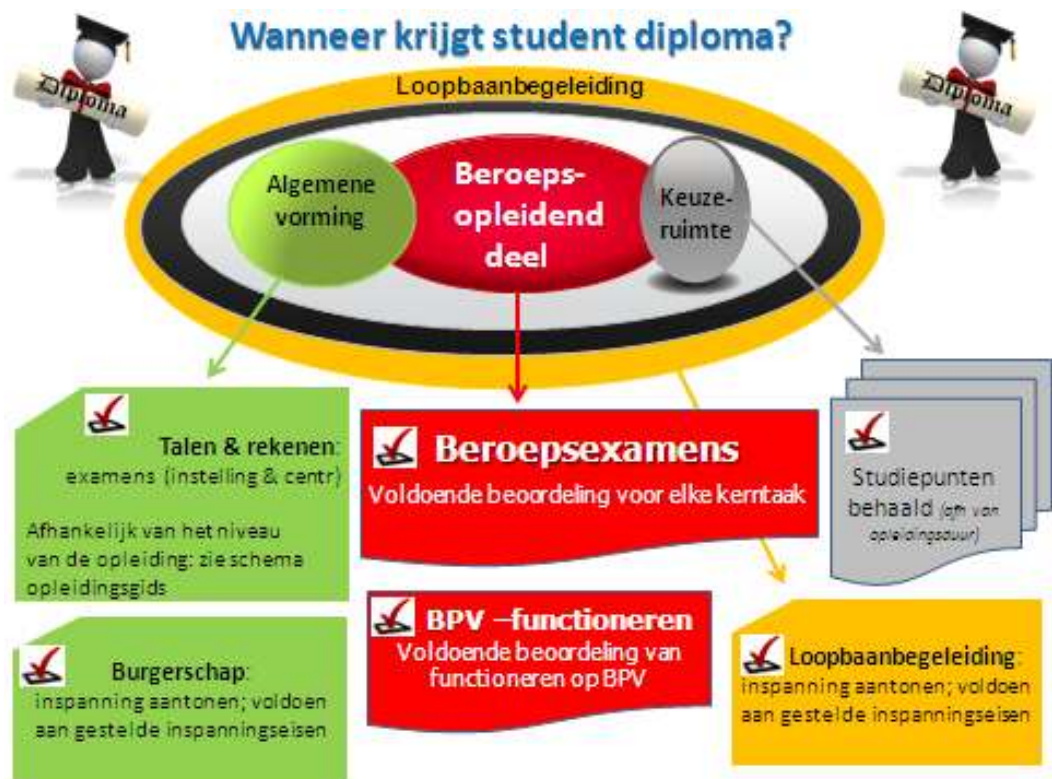 Wanneer krijgt student diploma?
Diploma
Diploma
Loopbaanbegeleiding
Algemene
vorming
Beroeps-
opleidend
deel
Keuze-
ruimte
Talen & rekenen:
examens (instelling & centr)
Afhankelijk van het niveau
van de opleiding: zie schema
opleidingsgids
Beroepsexamens
Voldoende beoordeling voor elke kerntaak
Studiepunten
behaald (afh van
opleidingsduur)
BPV –functioneren
Voldoende beoordeling van
functioneren op BPV
Burgerschap:
inspanning aantonen; voldoen
aan gestelde inspanningseisen
Loopbaanbegeleiding:
inspanning aantonen; voldoen
aan gestelde inspanningseisen